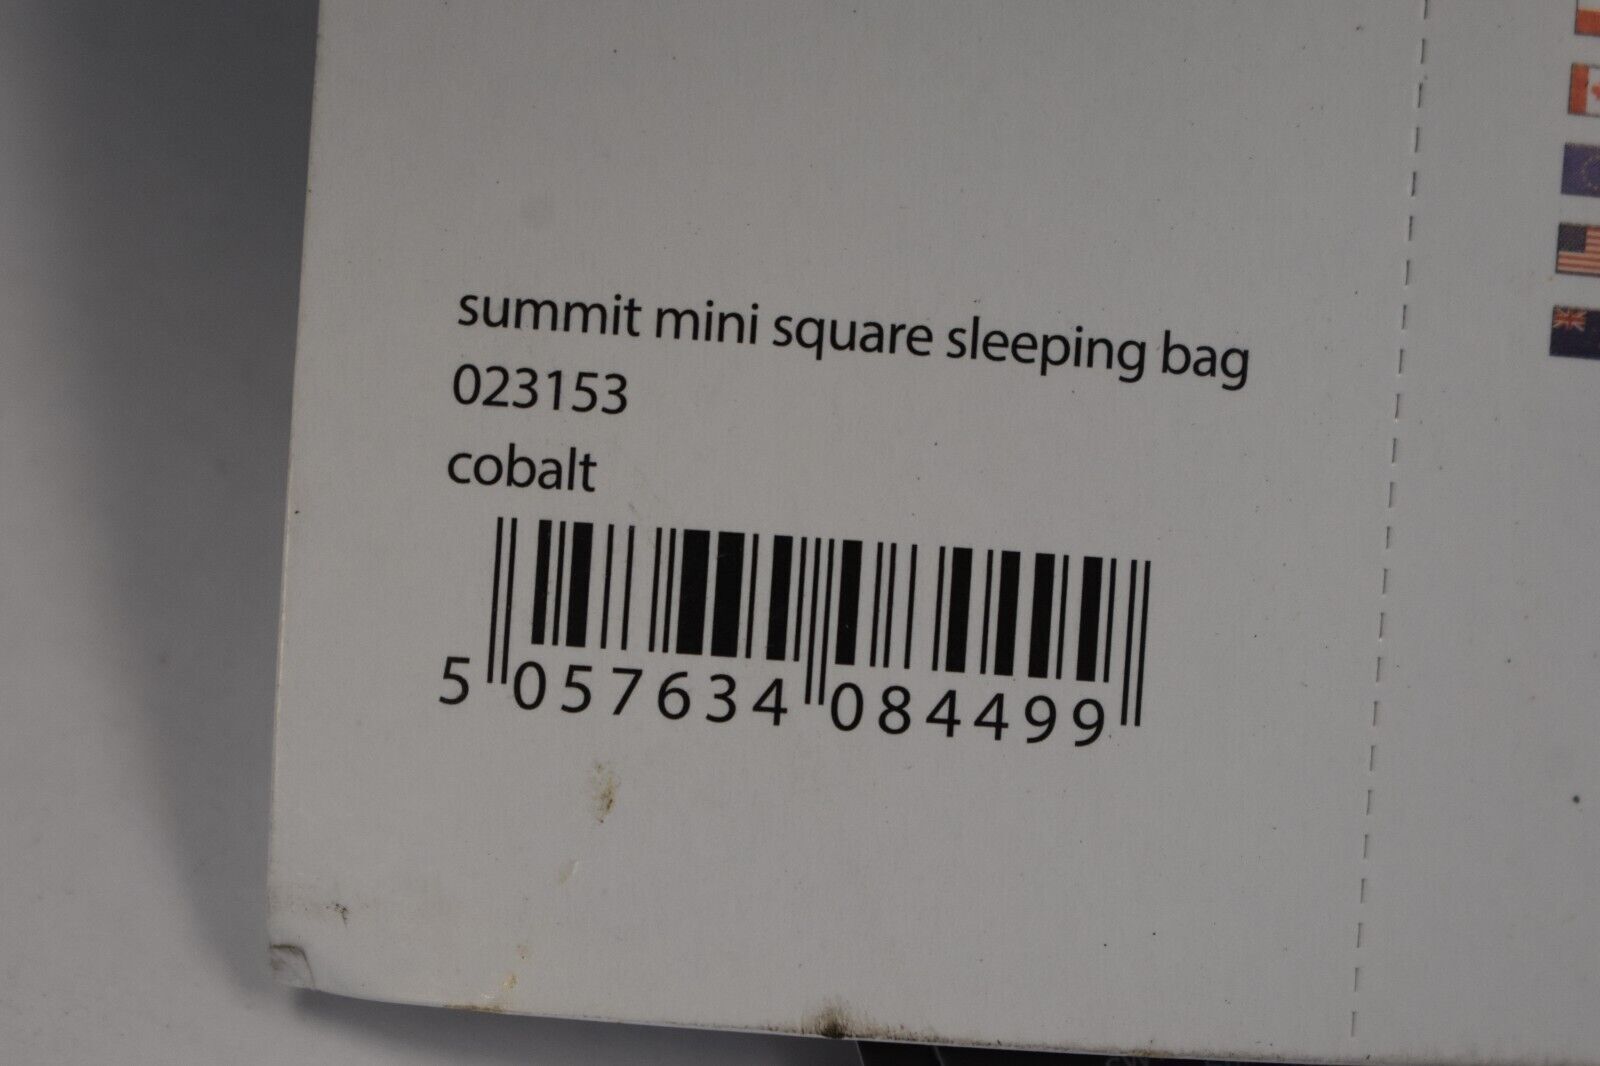 summit mini square sleeping bag
023153
cobalt
5 057634 084499